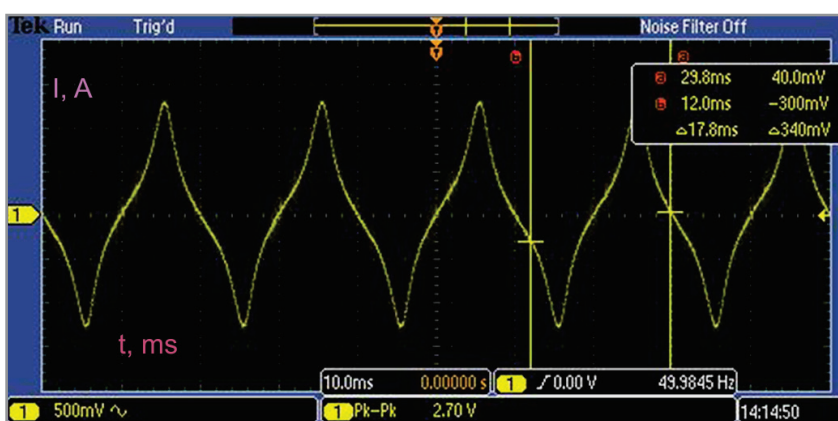 Tek Run Trig'd Noise Filter Off
T
T
b a
I, A
a 29.8ms 40.0mV
b 12.0ms -300mV
△17.8ms △340mV
1
t, ms
10.0ms 0.00000 s 1 ∫ 0.00 V 49.9845 Hz
1 500mV ∿ 1 Pk-Pk 2.70 V 14:14:50